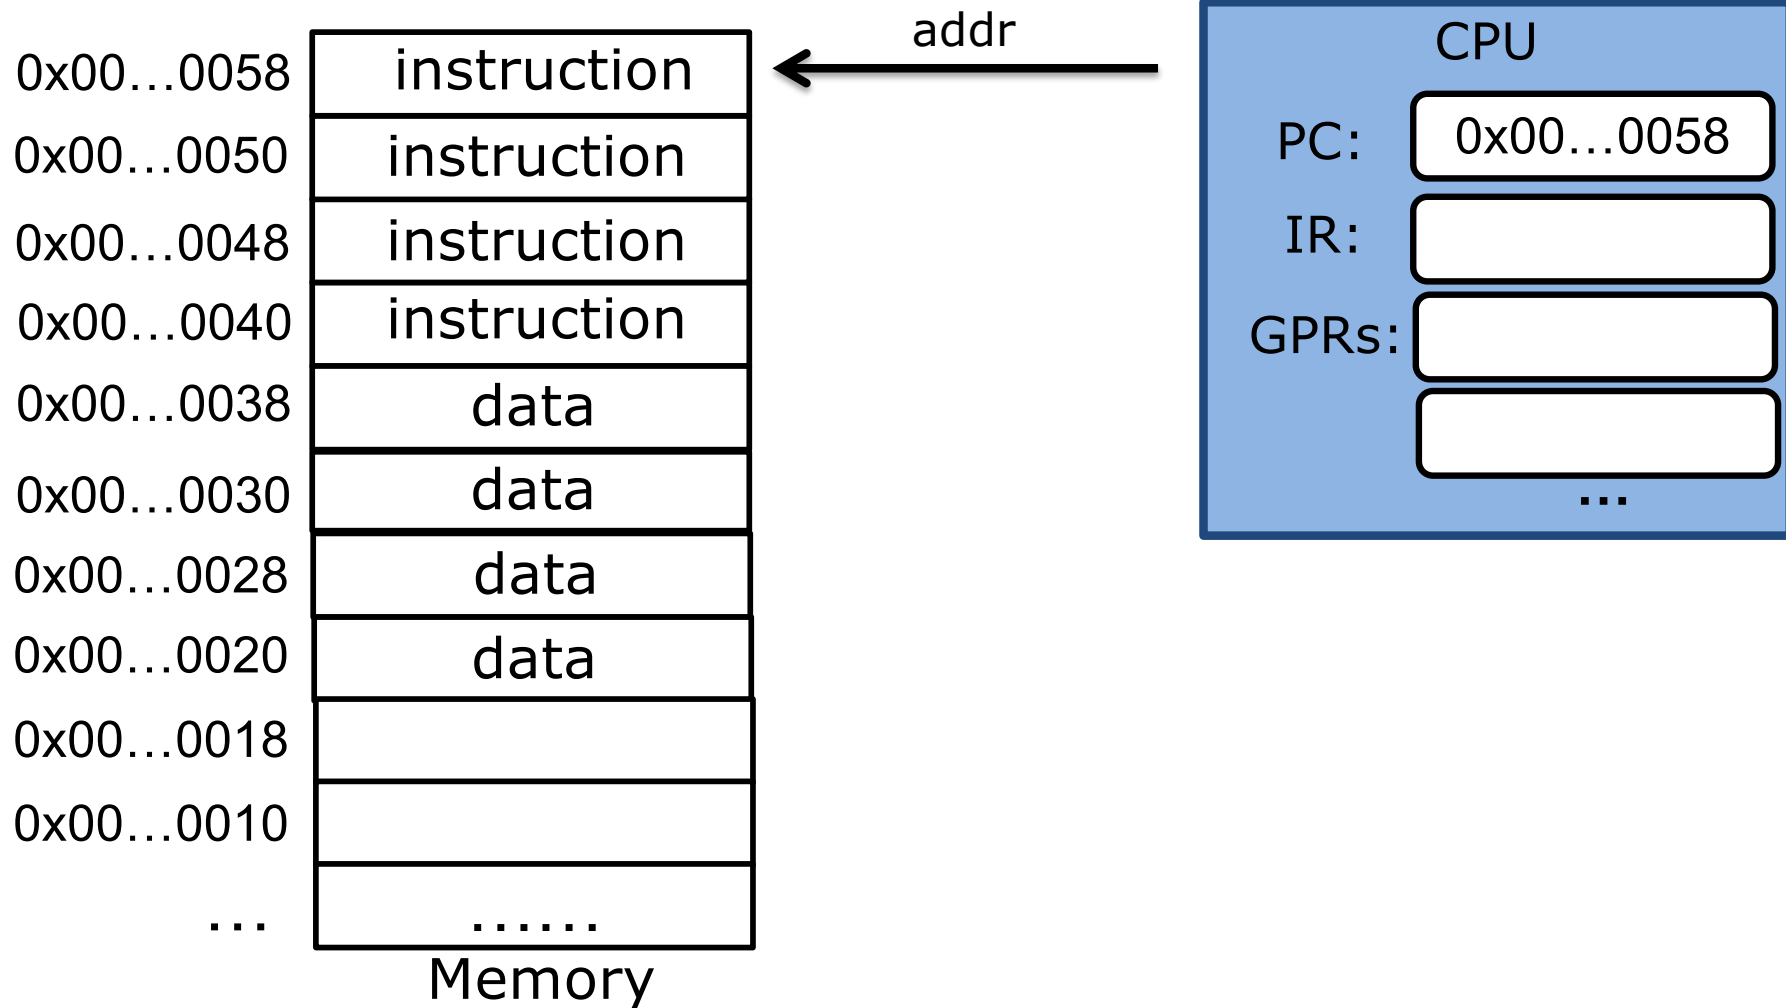 addr
CPU
0x00...0058 instruction
PC: 0x00...0058
0x00...0050 instruction
0x00...0048 instruction
IR:
0x00...0040 instruction
GPRs:
0x00...0038 data
0x00...0030 data
...
0x00...0028 data
0x00...0020 data
0x00...0018
0x00...0010
... ......
Memory